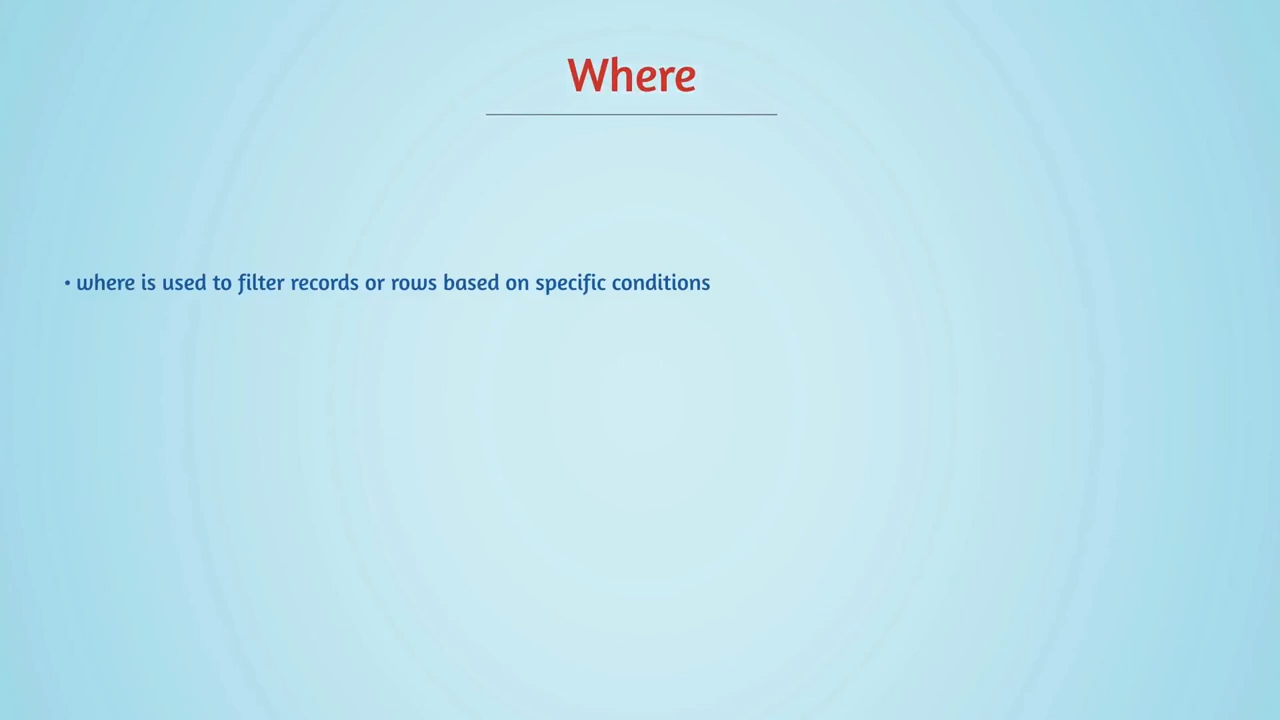 Where
• where is used to filter records or rows based on specific conditions